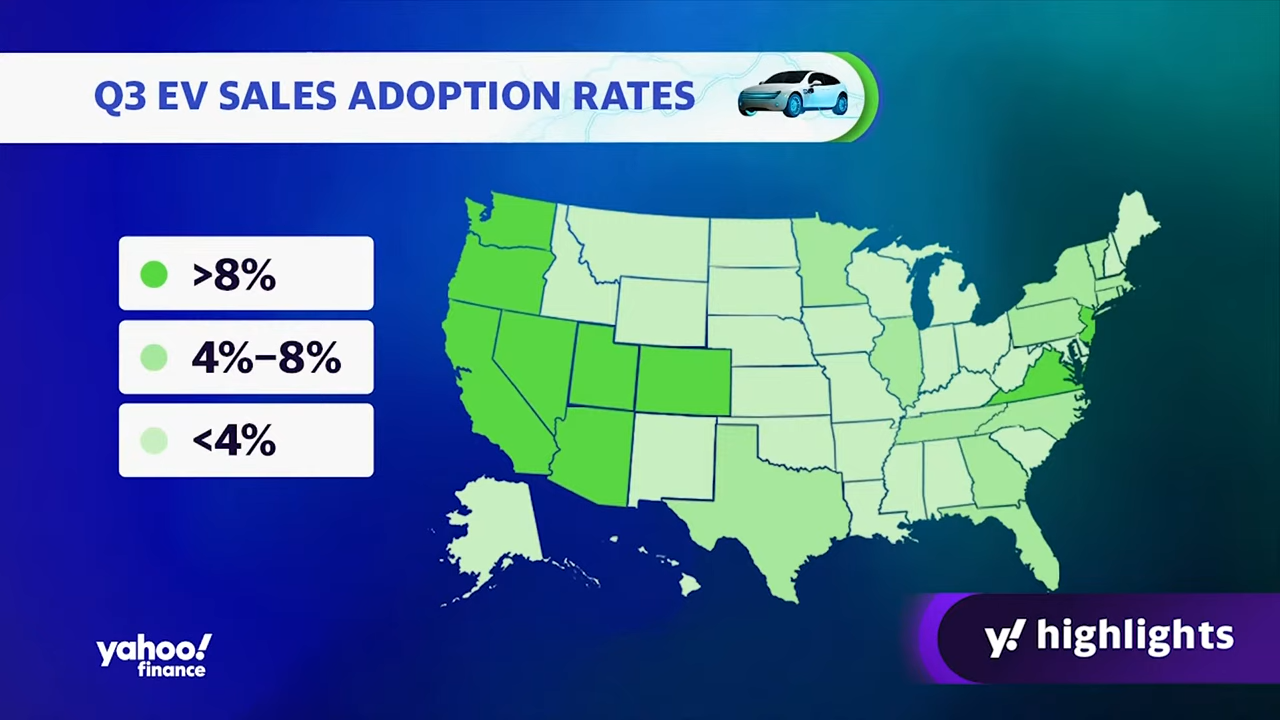 Q3 EV SALES ADOPTION RATES
>8%
4%–8%
<4%
yahoo!
finance
y! highlights